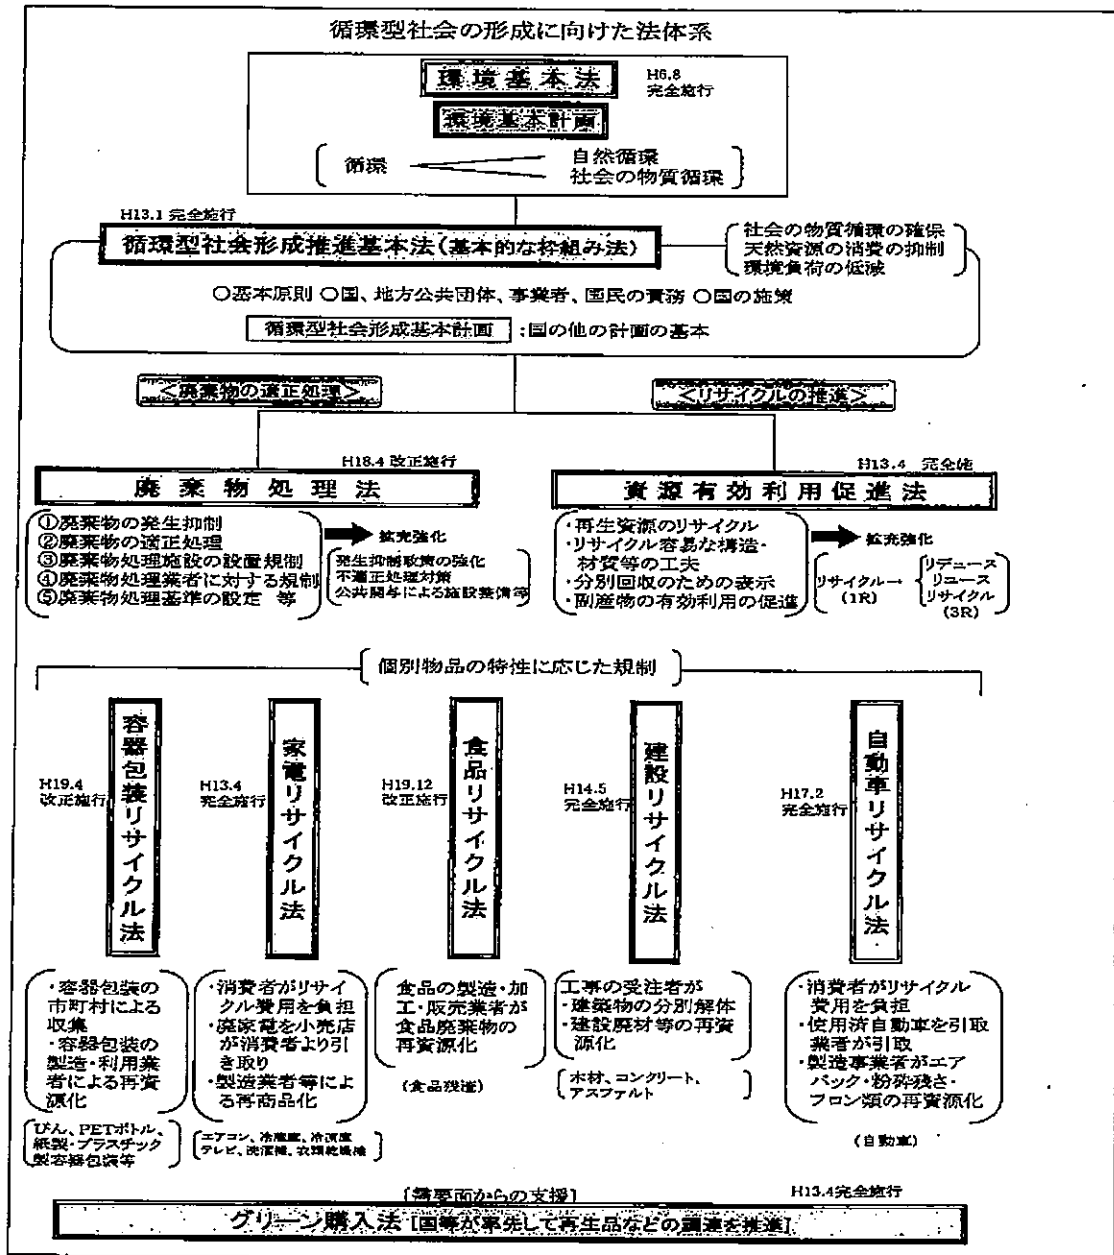 循環型社会の形成に向けた法体系
環境基本法
H6.8
完全施行
環境基本計画
循環
自然循環
社会の物質循環
H13.1 完全施行
循環型社会形成推進基本法(基本的な枠組み法)
社会の物質循環の確保
天然資源の消費の抑制
環境負荷の低減
○基本原則 ○国、地方公共団体、事業者、国民の責務 ○国の施策
循環型社会形成基本計画 :国の他の計画の基本
<廃棄物の適正処理>
<リサイクルの推進>
H18.4 改正施行
廃棄物処理法
①廃棄物の発生抑制
②廃棄物の適正処理
③廃棄物処理施設の設置規制
④廃棄物処理業者に対する規制
⑤廃棄物処理基準の設定 等
拡充強化
発生抑制政策の強化
不適正処理対策
公共関与による施設整備等
H13.4 完全施
資源有効利用促進法
・再生資源のリサイクル
・リサイクル容易な構造・
材質等の工夫
・分別回収のための表示
・副産物の有効利用の促進
拡充強化
リサイクル→
(1R)
リデュース
リユース
リサイクル
(3R)
個別物品の特性に応じた規制
H19.4
改正施行
容器包装リサイクル法
H13.4
完全施行
家電リサイクル法
H19.12
改正施行
食品リサイクル法
H14.5
完全施行
建設リサイクル法
H17.2
完全施行
自動車リサイクル法
・容器包装の
市町村による
収集
・容器包装の
製造・利用業
者による再資
源化
びん、PETボトル、
紙製・プラスチック
製容器包装等
・消費者がリサイ
クル費用を負担
・廃家電を小売店
が消費者より引
き取り
・製造業者等によ
る再商品化
エアコン、冷蔵庫、冷凍庫
テレビ、洗濯機、衣類乾燥機
食品の製造・加
工・販売業者が
食品廃棄物の
再資源化
(食品残渣)
工事の受注者が
・建築物の分別解体
・建設廃材等の再資
源化
木材、コンクリート、
アスファルト
・消費者がリサイクル
費用を負担
・使用済自動車を引取
業者が引取
・製造事業者がエア
バック・粉砕残さ・
フロン類の再資源化
(自動車)
[需要面からの支援]
H13.4完全施行
グリーン購入法 [国等が率先して再生品などの調達を推進]